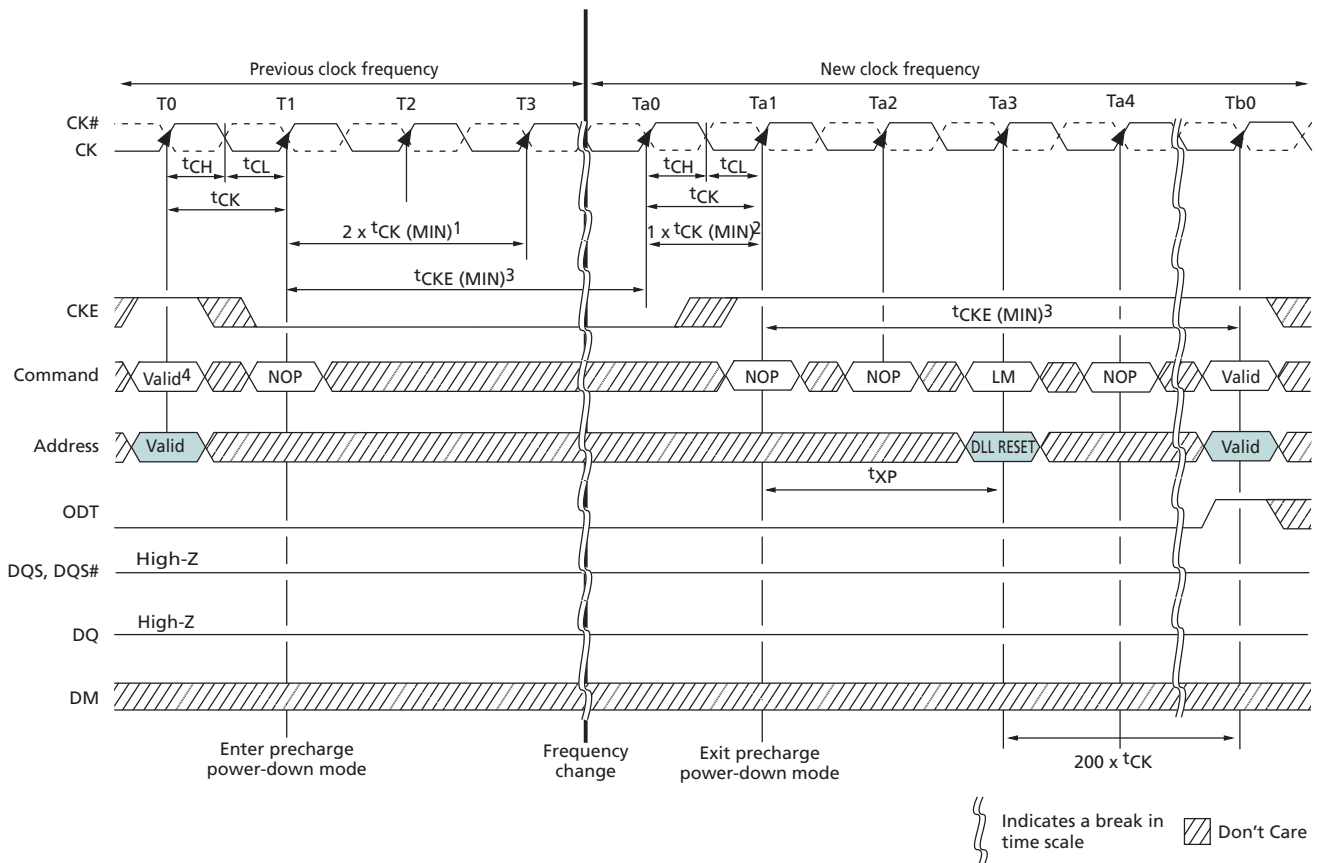 Previous clock frequency New clock frequency
T0 T1 T2 T3 Ta0 Ta1 Ta2 Ta3 Ta4 Tb0
CK#
CK
tCH tCL tCH tCL
tCK tCK
2 x tCK (MIN)1 1 x tCK (MIN)2
tCKE (MIN)3
CKE tCKE (MIN)3
Command Valid4 NOP NOP NOP LM NOP Valid
Address Valid DLL RESET Valid
tXP
ODT
High-Z
DQS, DQS#
High-Z
DQ
DM
Enter precharge
power-down mode
Frequency
change
Exit precharge
power-down mode
200 x tCK
Indicates a break in
time scale
Don't Care